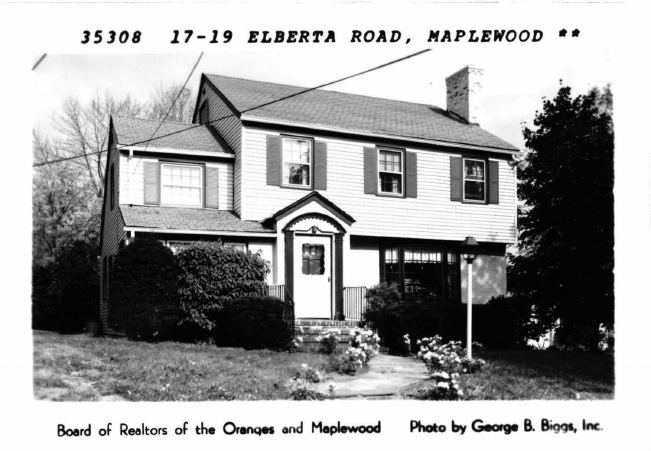 35308 17-19 ELBERTA ROAD, MAPLEWOOD **
Board of Realtors of the Oranges and Maplewood Photo by George B. Biggs, Inc.